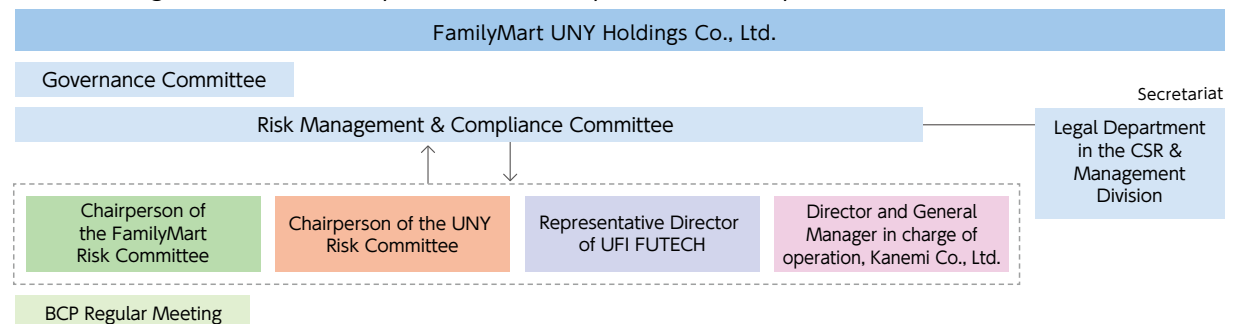 FamilyMart UNY Holdings Co., Ltd.
Governance Committee
Secretariat
Risk Management & Compliance Committee
Legal Department
in the CSR &
Management
Division
Chairperson of
the FamilyMart
Risk Committee
Chairperson of the UNY
Risk Committee
Representative Director
of UFI FUTECH
Director and General
Manager in charge of
operation, Kanemi Co., Ltd.
BCP Regular Meeting